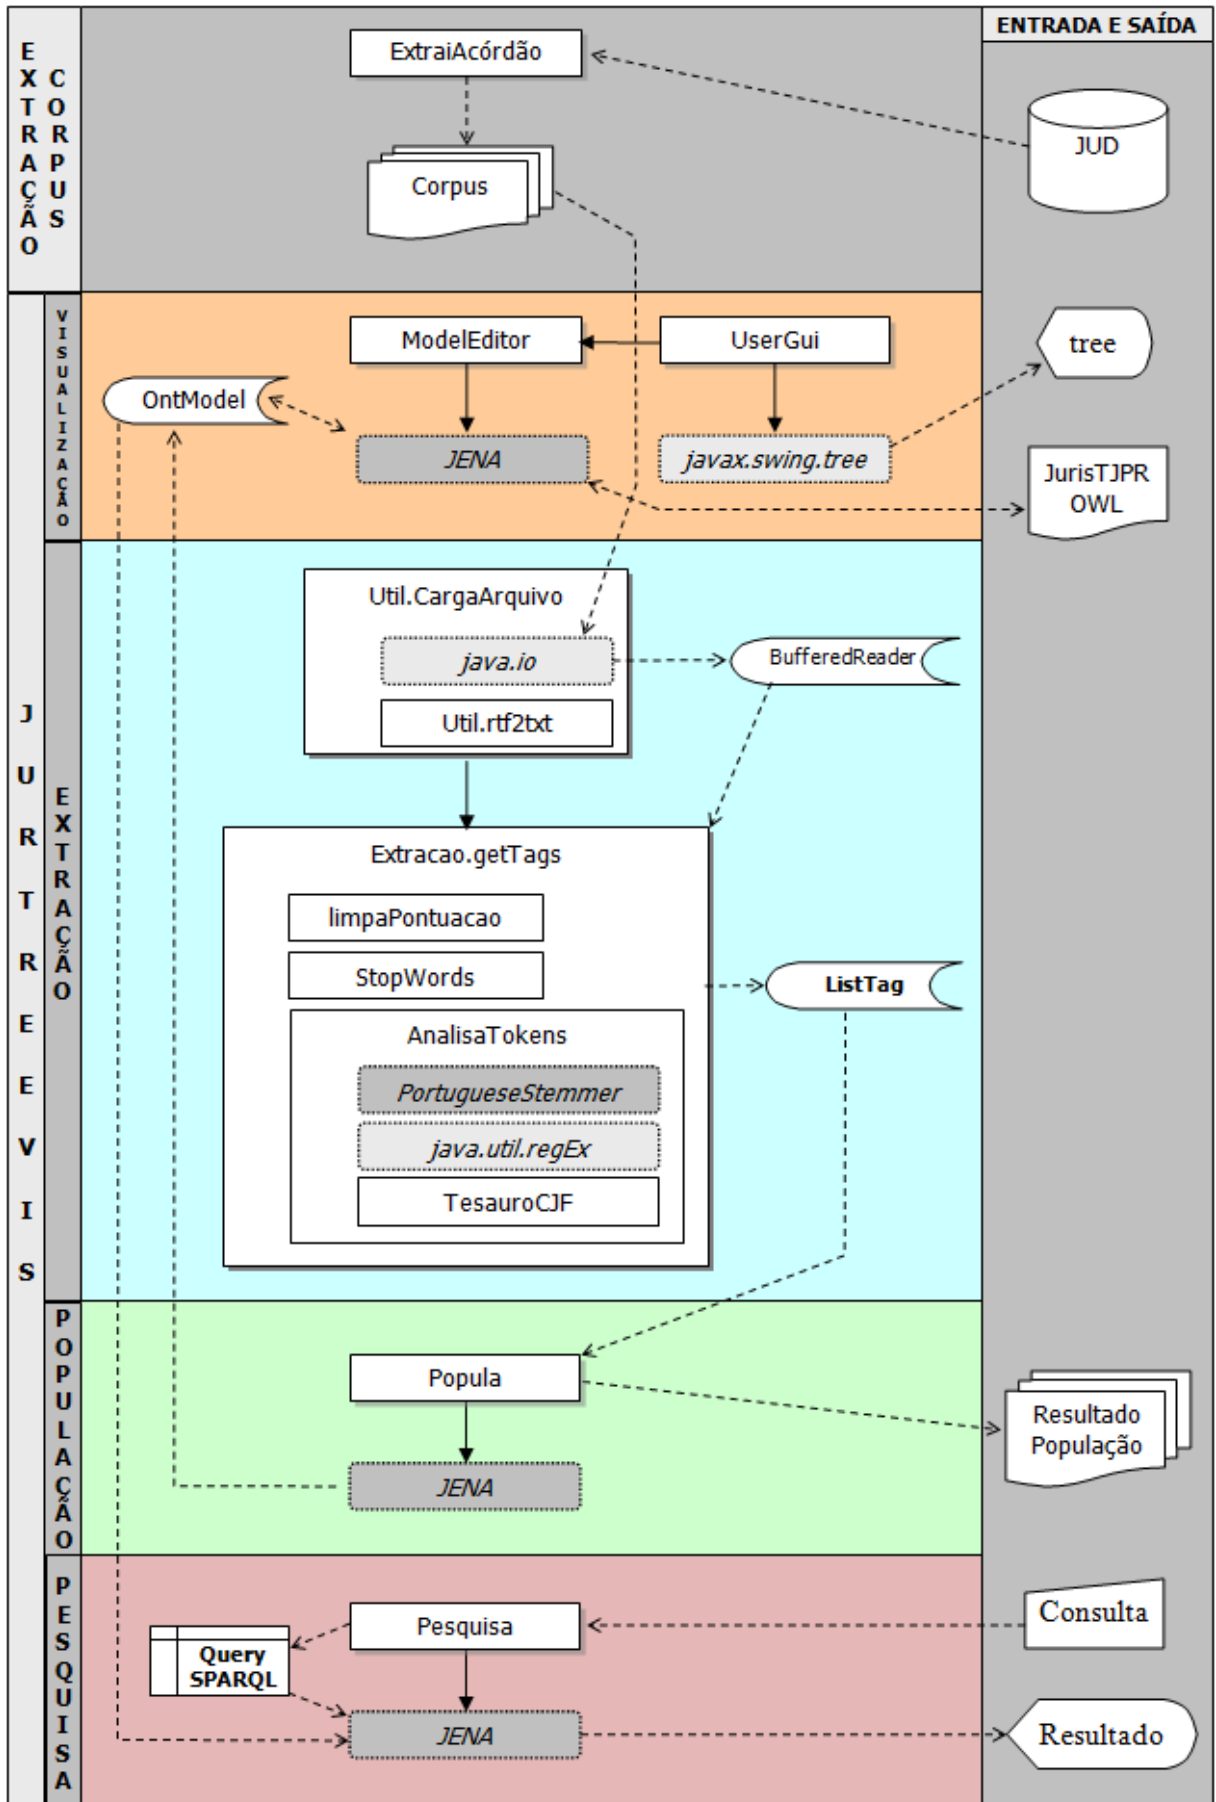 ENTRADA E SAÍDA
EXTRAÇÃO
CORPUS
ExtraiAcórdão
JUD
Corpus
JURTREEVIS
VISUALIZAÇÃO
ModelEditor
UserGui
tree
OntModel
JENA
javax.swing.tree
JurisTJPR
OWL
EXTRAÇÃO
Util.CargaArquivo
java.io
BufferedReader
Util.rtf2txt
Extracao.getTags
limpaPontuacao
StopWords
ListTag
AnalisaTokens
PortugueseStemmer
java.util.regEx
TesauroCJF
POPULAÇÃO
Popula
Resultado
População
JENA
PESQUISA
Pesquisa
Consulta
Query
SPARQL
JENA
Resultado